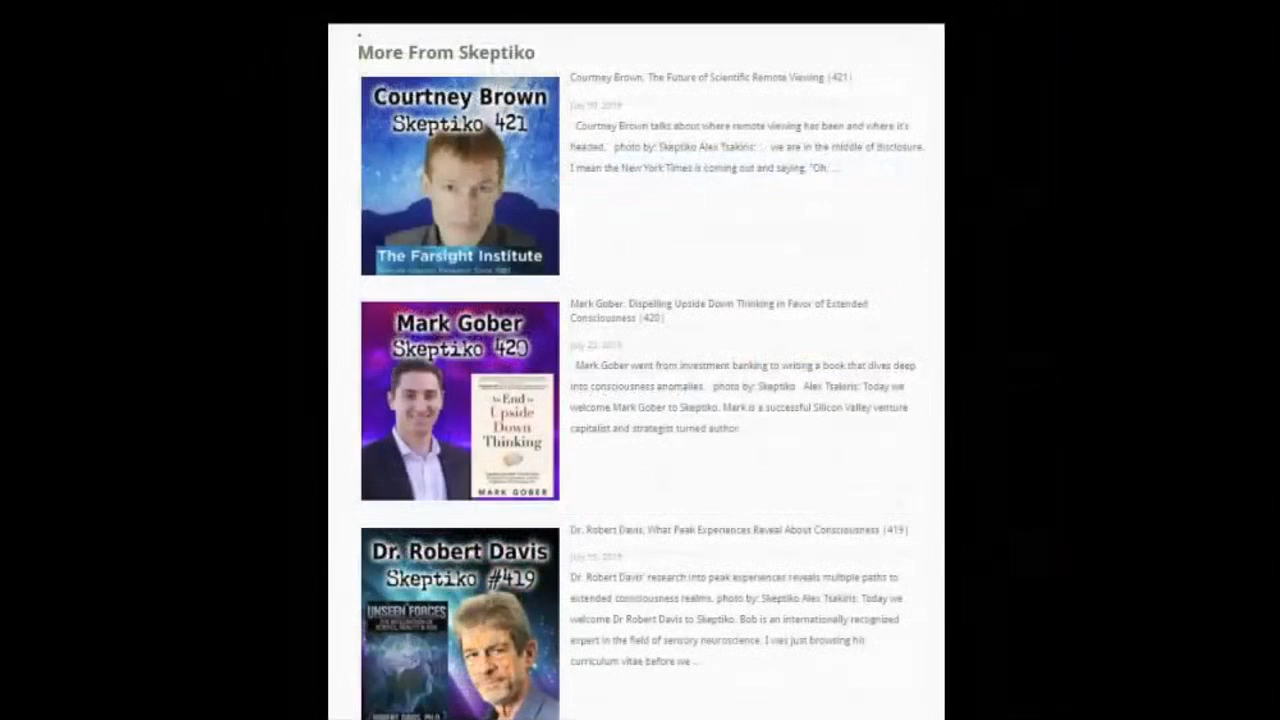 More From Skeptiko
Courtney Brown
Skeptiko 421
The Farsight Institute
Courtney Brown, The Future of Scientific Remote Viewing |421|
Courtney Brown talks about where remote viewing has been and where it's
headed. photo by: Skeptiko Alex Tsakiris: ... we are in the middle of disclosure.
I mean the New York Times is coming out and saying, "Oh, ...
Mark Gober
Skeptiko 420
An End to
Upside
Down
Thinking
MARK GOBER
Mark Gober, Dispelling Upside Down Thinking in Favor of Extended
Consciousness |420|
July 23, 2019
Mark Gober went from investment banking to writing a book that dives deep
into consciousness anomalies. photo by: Skeptiko Alex Tsakiris: Today we
welcome Mark Gober to Skeptiko. Mark is a successful Silicon Valley venture
capitalist and strategist turned author
Dr. Robert Davis
Skeptiko #419
UNSEEN FORCES
ROBERT DAVIS, PH.D.
Dr. Robert Davis, What Peak Experiences Reveal About Consciousness |419|
Dr. Robert Davis' research into peak experiences reveals multiple paths to
extended consciousness realms. photo by: Skeptiko Alex Tsakiris: Today we
welcome Dr Robert Davis to Skeptiko. Bob is an internationally recognized
expert in the field of sensory neuroscience. I was just browsing his
curriculum vitae before we ...